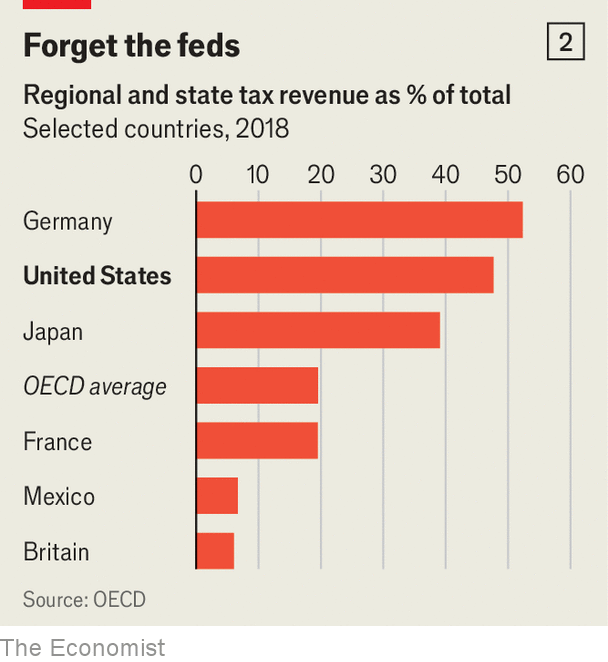 Forget the feds
2
Regional and state tax revenue as % of total
Selected countries, 2018
0 10 20 30 40 50 60
Germany
United States
Japan
OECD average
France
Mexico
Britain
Source: OECD
The Economist